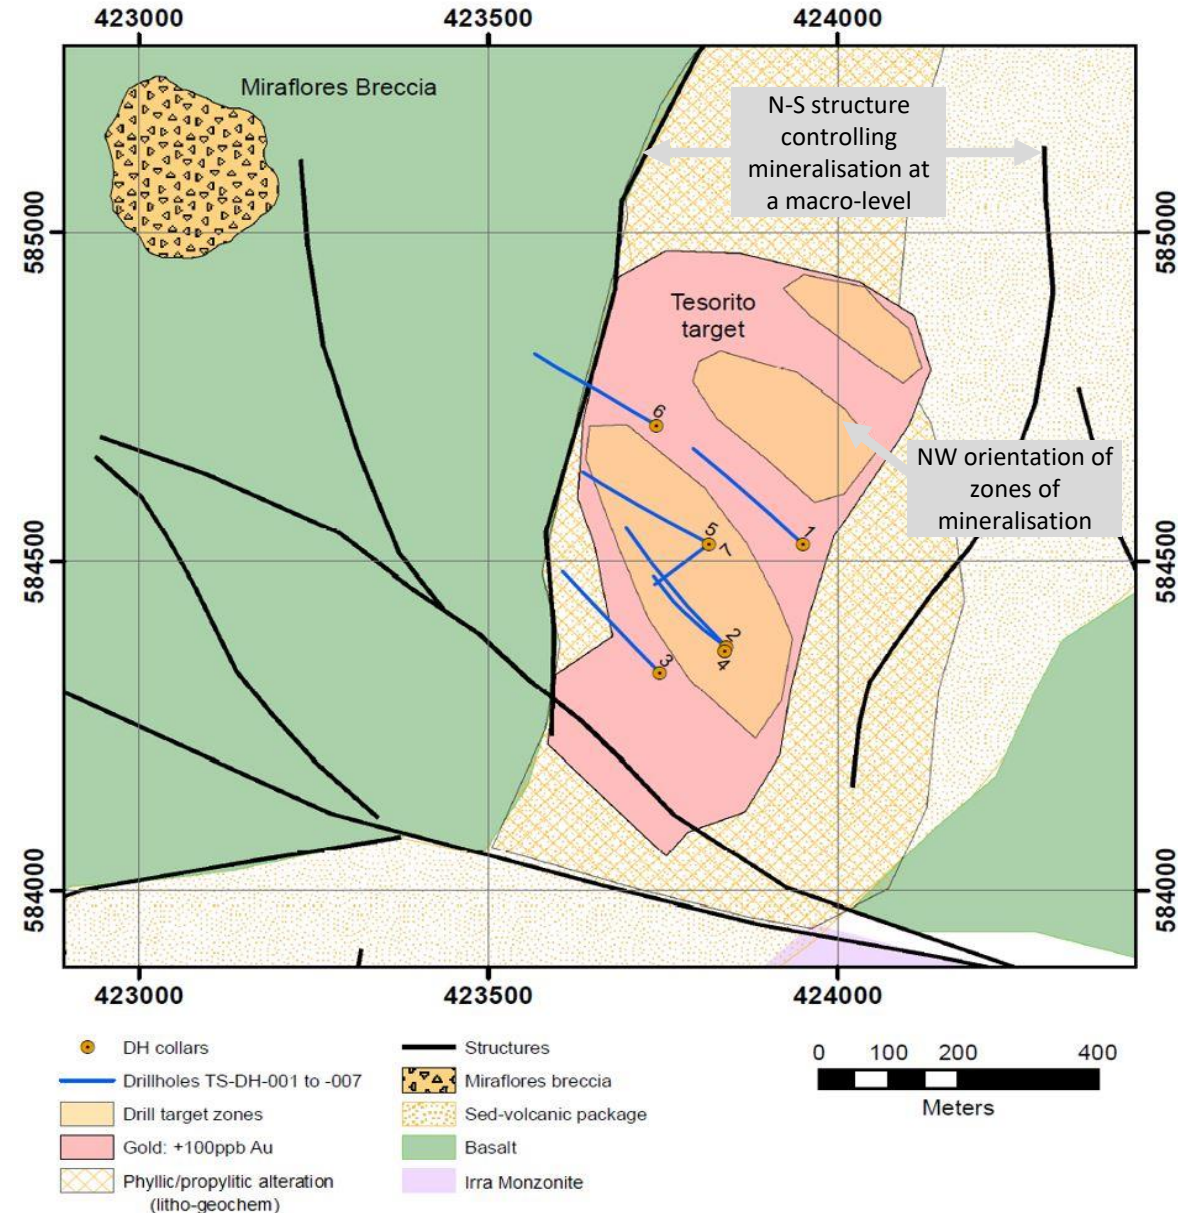 423000
423500
424000
Miraflores Breccia
N-S structure
controlling
mineralisation at
a macro-level
585000
585000
Tesorito
target
6
NW orientation of
zones of
mineralisation
5
7
1
584500
584500
2
4
3
584000
584000
423000
423500
424000
DH collars
Drillholes TS-DH-001 to -007
Drill target zones
Gold: +100ppb Au
Phyllic/propylitic alteration
(litho-geochem)
Structures
Miraflores breccia
Sed-volcanic package
Basalt
Irra Monzonite
0 100 200 400
Meters